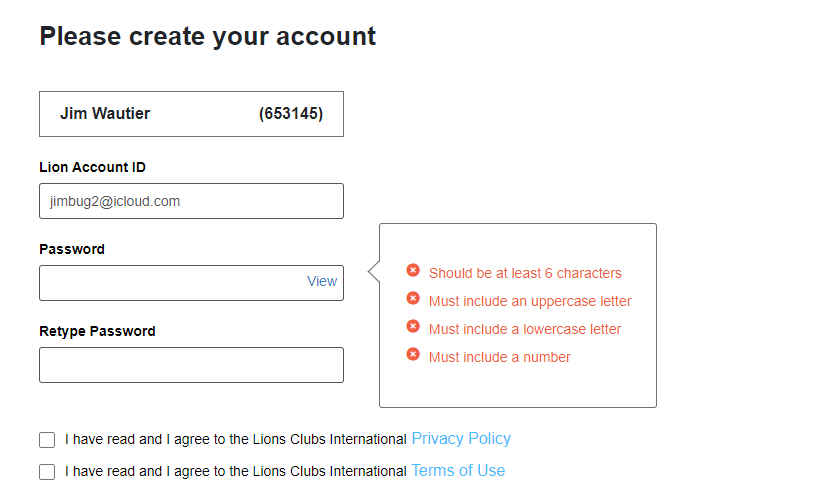 Please create your account
Jim Wautier (653145)
Lion Account ID
jimbug2@icloud.com
Password
View
Should be at least 6 characters
Must include an uppercase letter
Must include a lowercase letter
Must include a number
Retype Password
I have read and I agree to the Lions Clubs International Privacy Policy
I have read and I agree to the Lions Clubs International Terms of Use